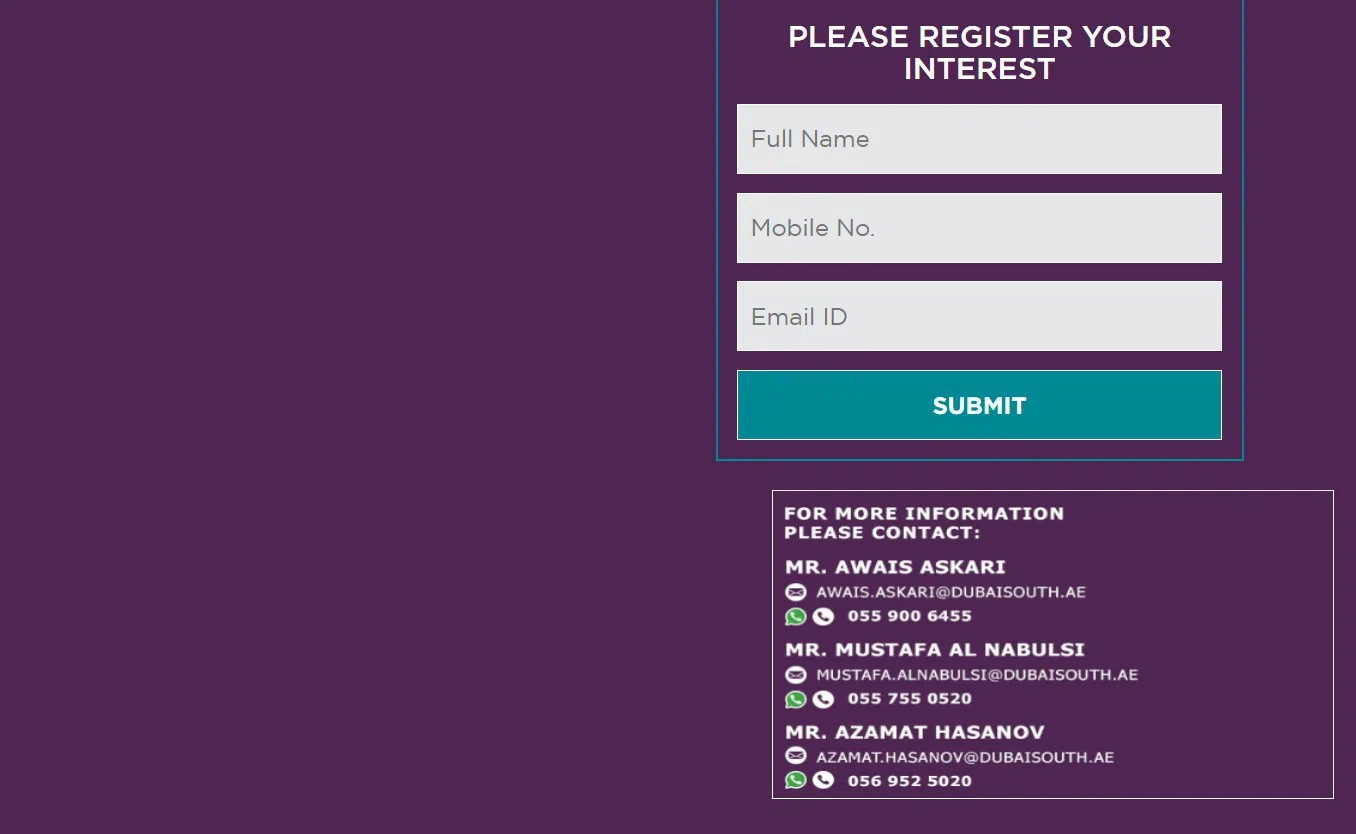 PLEASE REGISTER YOUR
INTEREST
Full Name
Mobile No.
Email ID
SUBMIT
FOR MORE INFORMATION
PLEASE CONTACT:
MR. AWAIS ASKARI
AWAIS.ASKARI@DUBAISOUTH.AE
055 900 6455
MR. MUSTAFA AL NABULSI
MUSTAFA.ALNABULSI@DUBAISOUTH.AE
055 755 0520
MR. AZAMAT HASANOV
AZAMAT.HASANOV@DUBAISOUTH.AE
056 952 5020